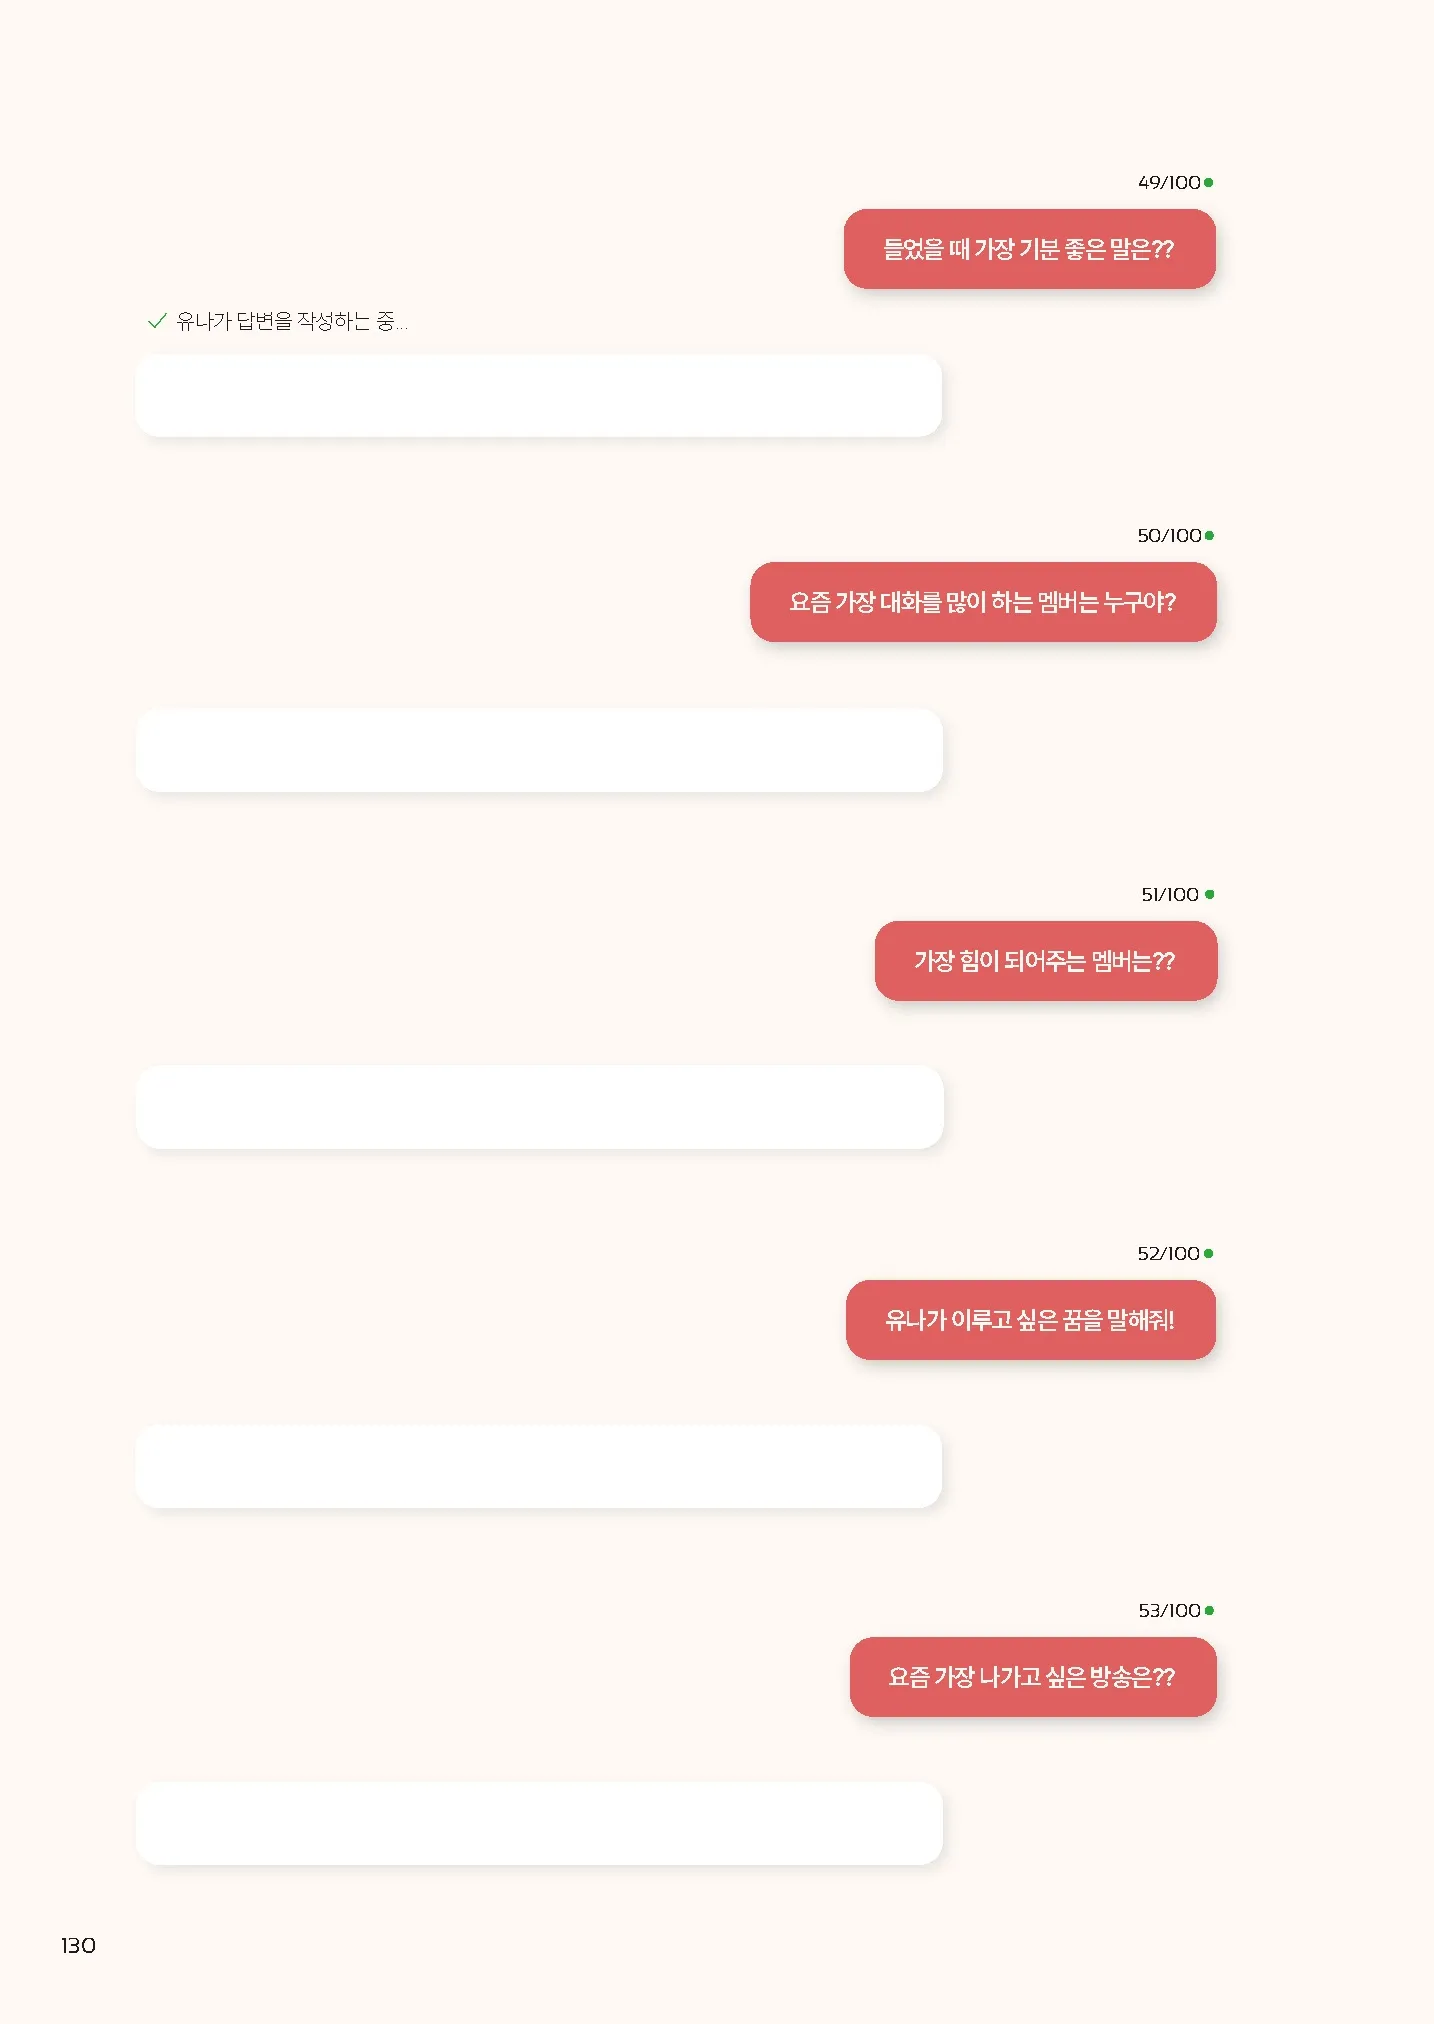 49/100
들었을 때 가장 기분 좋은 말은??
유나가 답변을 작성하는 중...
50/100
요즘 가장 대화를 많이 하는 멤버는 누구야?
51/100
가장 힘이 되어주는 멤버는??
52/100
유나가 이루고 싶은 꿈을 말해줘!
53/100
요즘 가장 나가고 싶은 방송은??
130